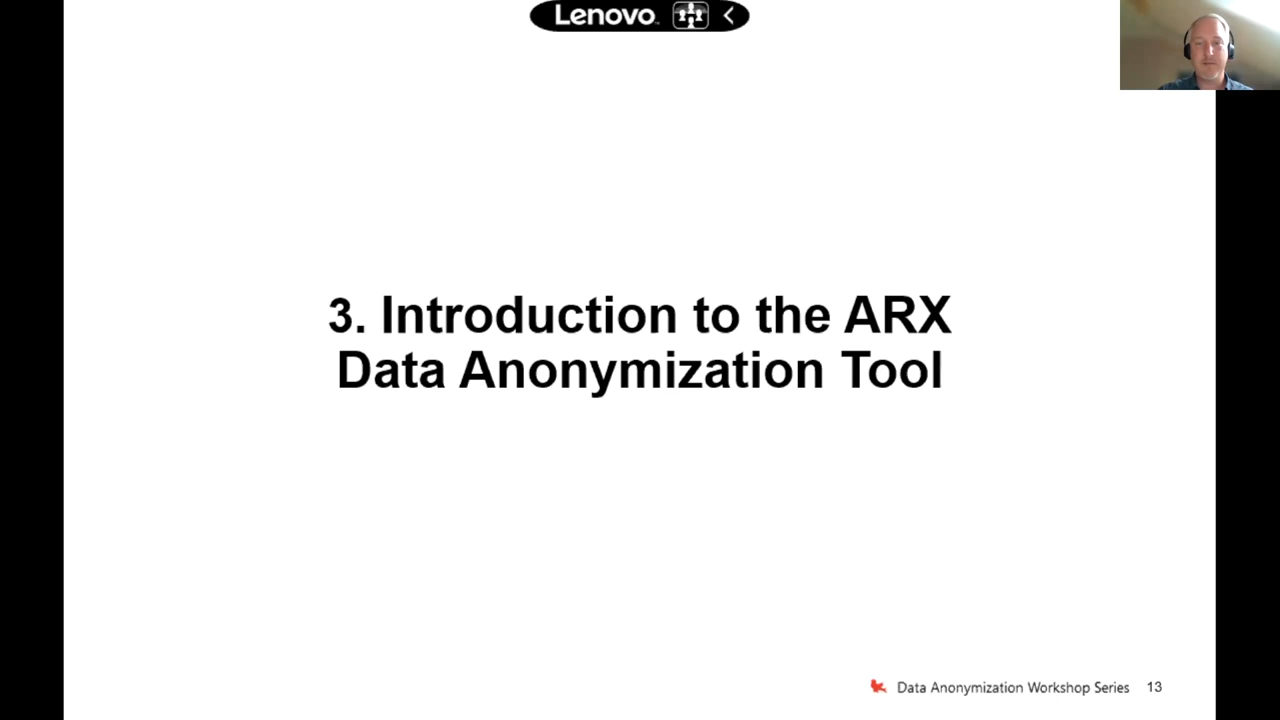 Lenovo
3. Introduction to the ARX
Data Anonymization Tool
Data Anonymization Workshop Series 13